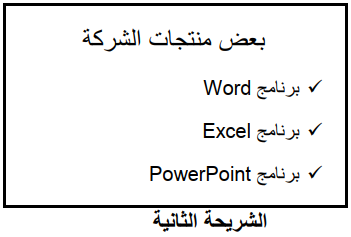 بعض منتجات الشركة
✓ برنامج Word
✓ برنامج Excel
✓ برنامج PowerPoint
الشريحة الثانية